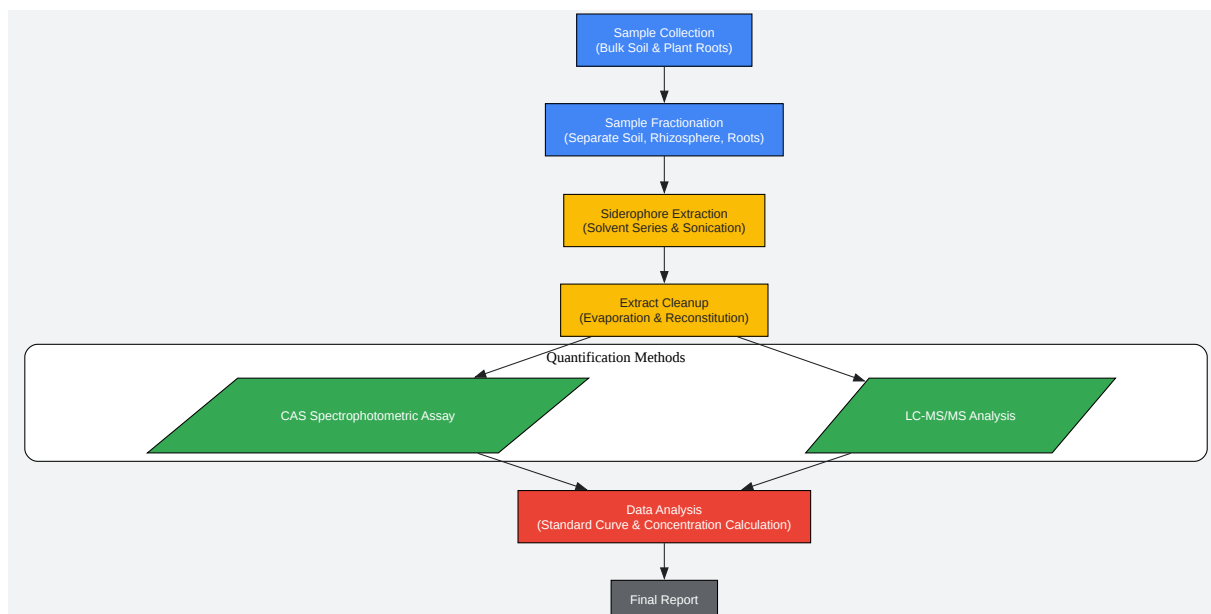 Sample Collection
(Bulk Soil & Plant Roots)
Sample Fractionation
(Separate Soil, Rhizosphere, Roots)
Siderophore Extraction
(Solvent Series & Sonication)
Extract Cleanup
(Evaporation & Reconstitution)
Quantification Methods
CAS Spectrophotometric Assay
LC-MS/MS Analysis
Data Analysis
(Standard Curve & Concentration Calculation)
Final Report